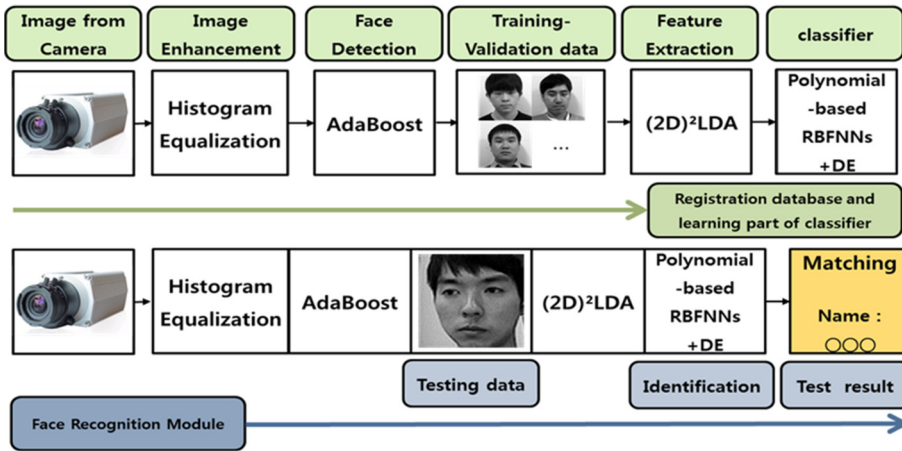 Image from
Camera
Image
Enhancement
Face
Detection
Training-
Validation data
Feature
Extraction
classifier
Histogram
Equalization
AdaBoost
...
(2D)²LDA
Polynomial
-based
RBFNNs
+DE
Registration database and
learning part of classifier
Histogram
Equalization
AdaBoost
(2D)²LDA
Polynomial
-based
RBFNNs
+DE
Matching
Name :
○○○
Testing data
Identification
Test result
Face Recognition Module